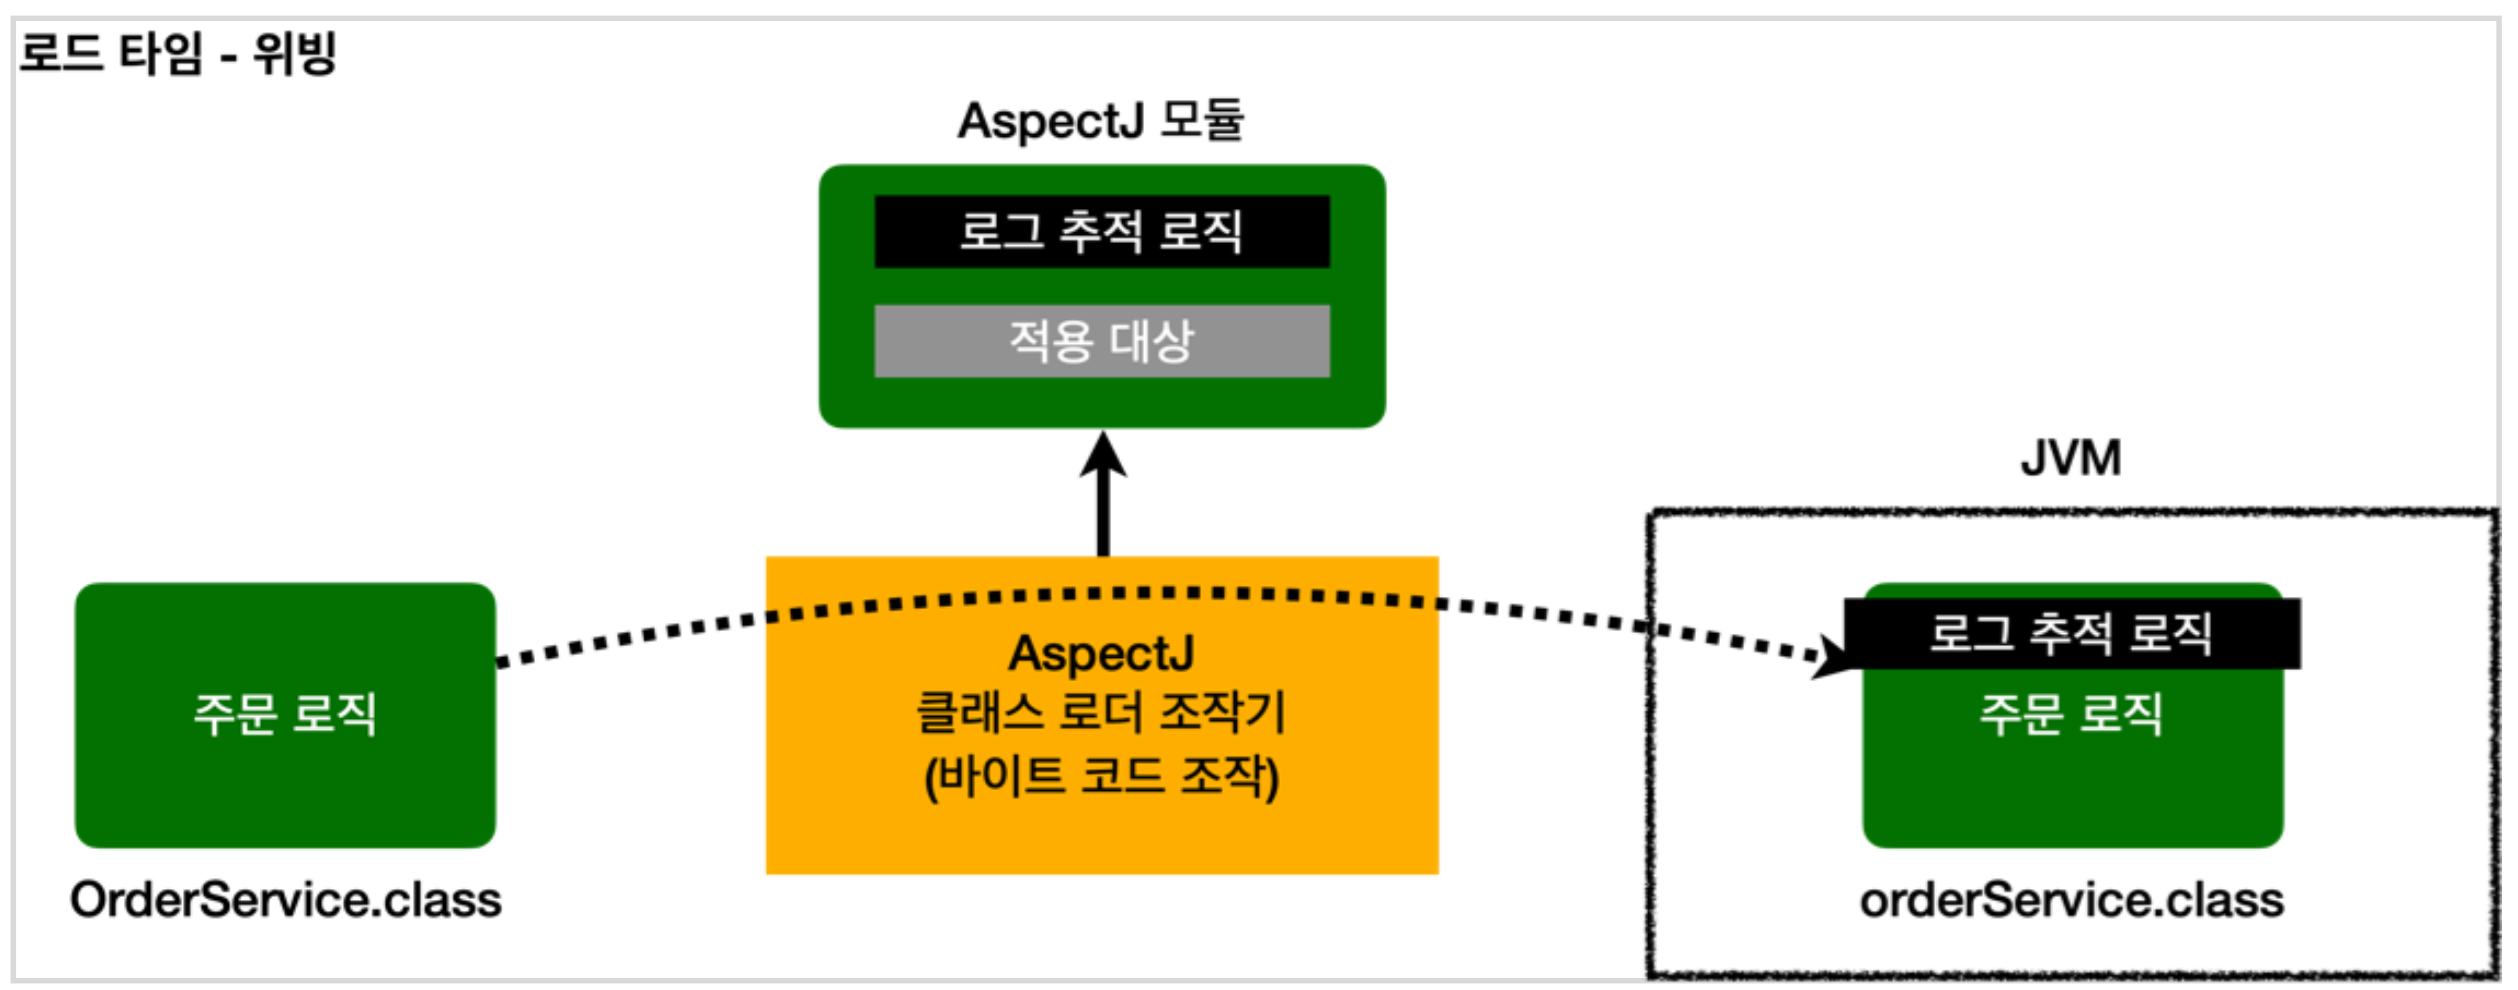 로드 타임 - 위빙
AspectJ 모듈
로그 추적 로직
적용 대상
JVM
주문 로직
OrderService.class
AspectJ
클래스 로더 조작기
(바이트 코드 조작)
로그 추적 로직
주문 로직
orderService.class